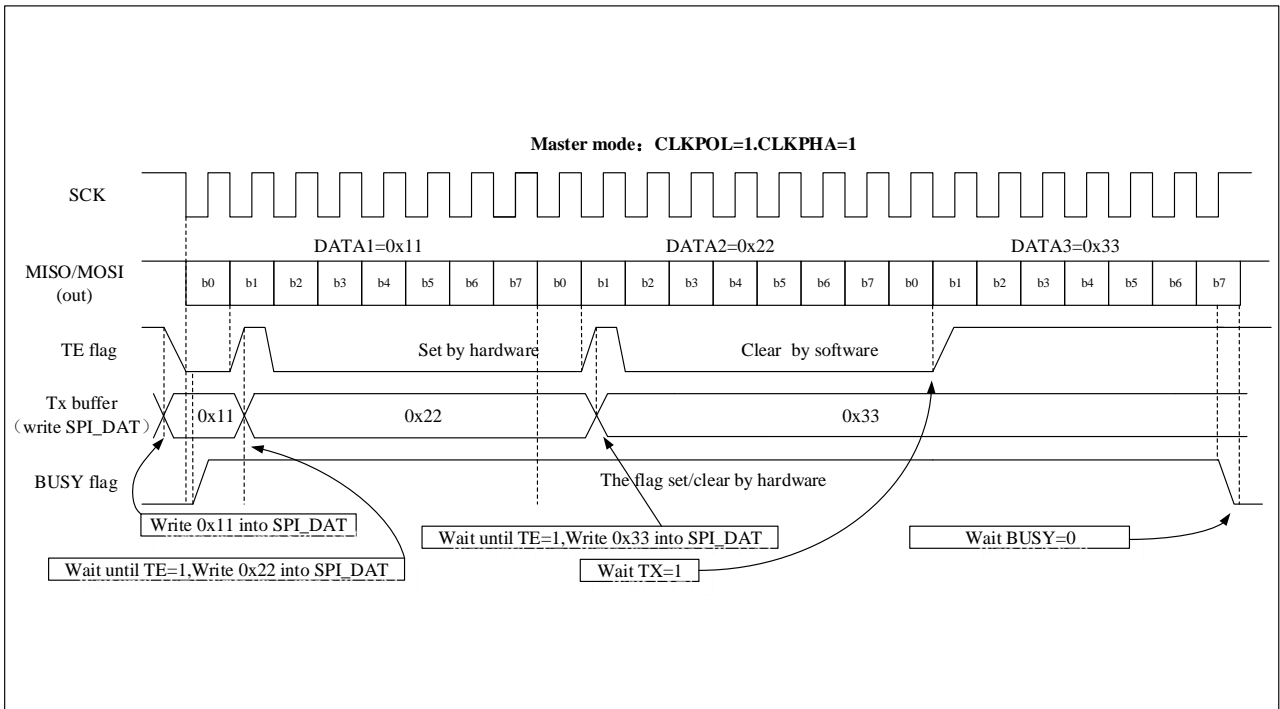 Master mode：CLKPOL=1.CLKPHA=1
SCK
DATA1=0x11 DATA2=0x22 DATA3=0x33
MISO/MOSI
(out)
b0 b1 b2 b3 b4 b5 b6 b7 b0 b1 b2 b3 b4 b5 b6 b7 b0 b1 b2 b3 b4 b5 b6 b7
TE flag Set by hardware Clear by software
Tx buffer
（write SPI_DAT） 0x11 0x22 0x33
BUSY flag The flag set/clear by hardware
Write 0x11 into SPI_DAT
Wait until TE=1,Write 0x33 into SPI_DAT
Wait BUSY=0
Wait until TE=1,Write 0x22 into SPI_DAT
Wait TX=1